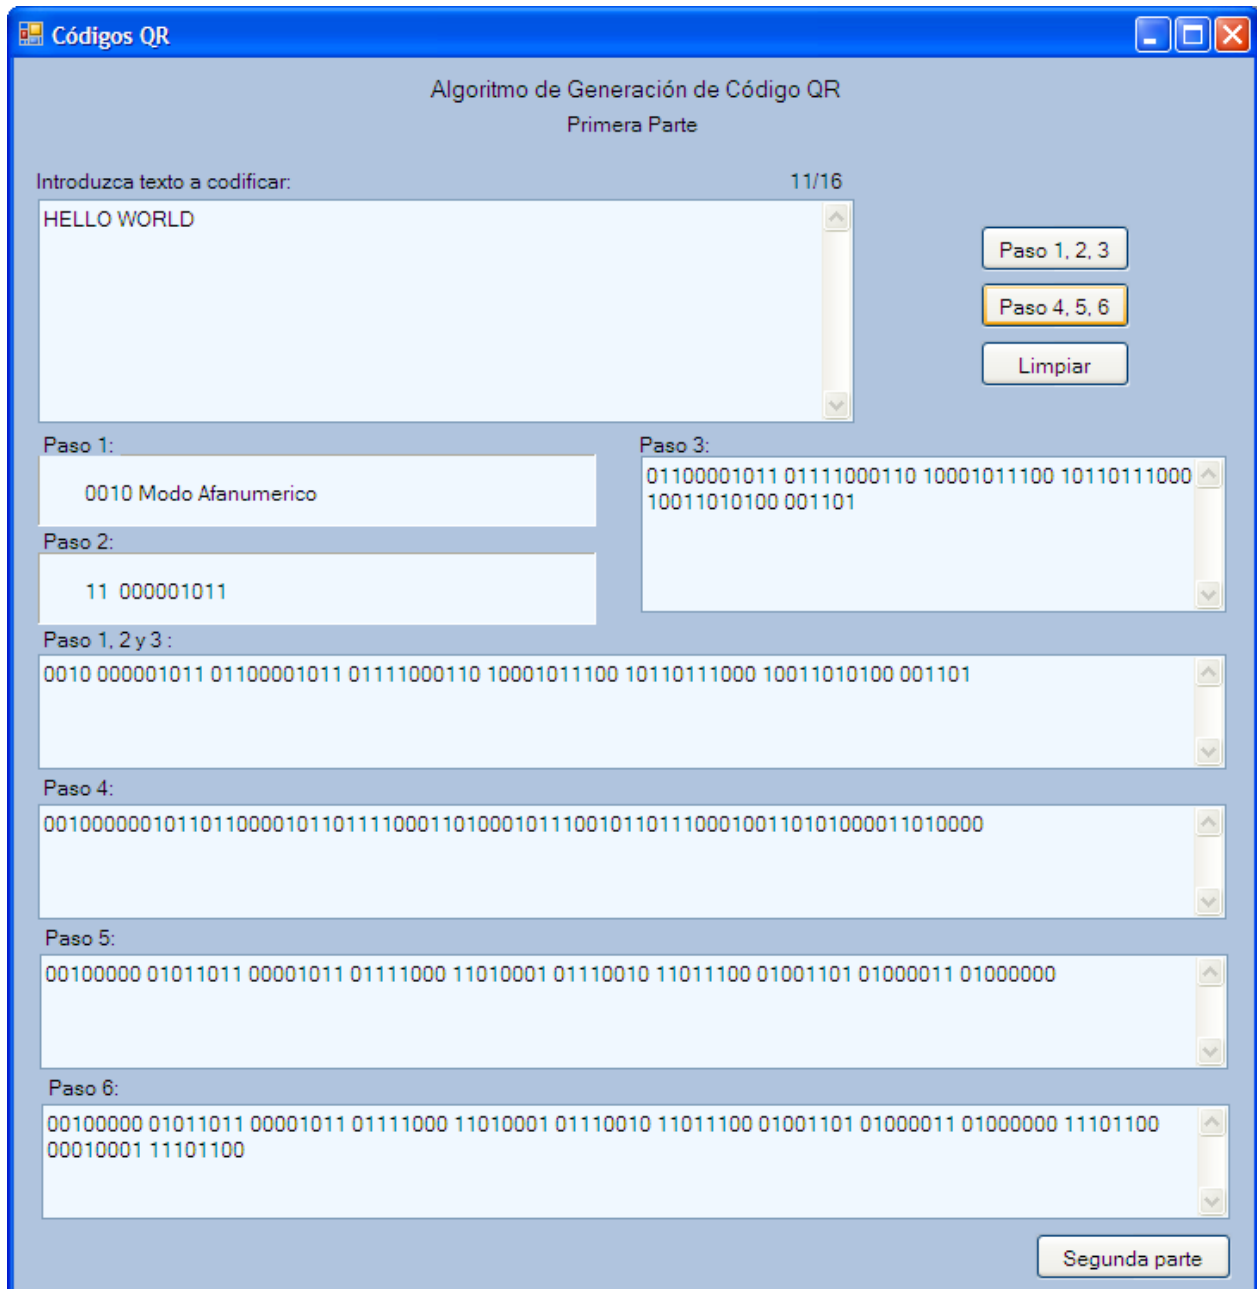 Códigos QR
Algoritmo de Generación de Código QR
Primera Parte
Introduzca texto a codificar:
11/16
HELLO WORLD
Paso 1, 2, 3
Paso 4, 5, 6
Limpiar
Paso 1:
0010 Modo Afanumerico
Paso 2:
11 000001011
Paso 3:
01100001011 01111000110 10001011100 10110111000
10011010100 001101
Paso 1, 2 y 3 :
0010 000001011 01100001011 01111000110 10001011100 10110111000 10011010100 001101
Paso 4:
00100000010110110000101101111000110100010111001011011100010011010100001101​0000
Paso 5:
00100000 01011011 00001011 01111000 11010001 01110010 11011100 01001101 01000011 01000000
Paso 6:
00100000 01011011 00001011 01111000 11010001 01110010 11011100 01001101 01000011 01000000 11101100
00010001 11101100
Segunda parte